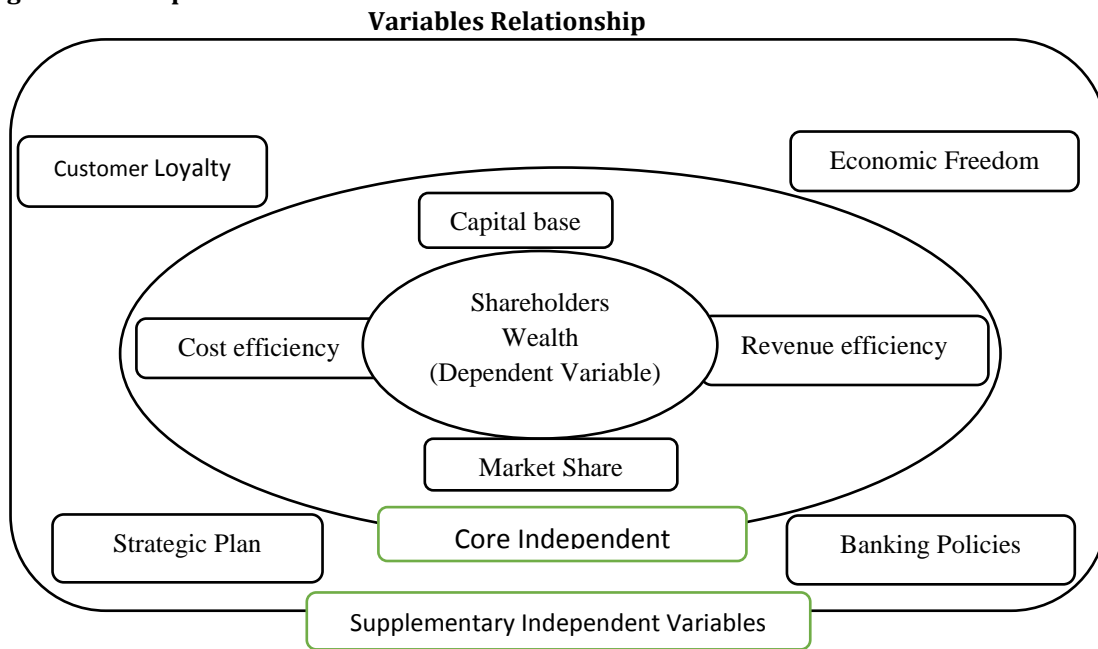 Variables Relationship
Customer Loyalty
Economic Freedom
Capital base
Shareholders
Wealth
(Dependent Variable)
Cost efficiency
Revenue efficiency
Market Share
Core Independent
Strategic Plan
Banking Policies
Supplementary Independent Variables